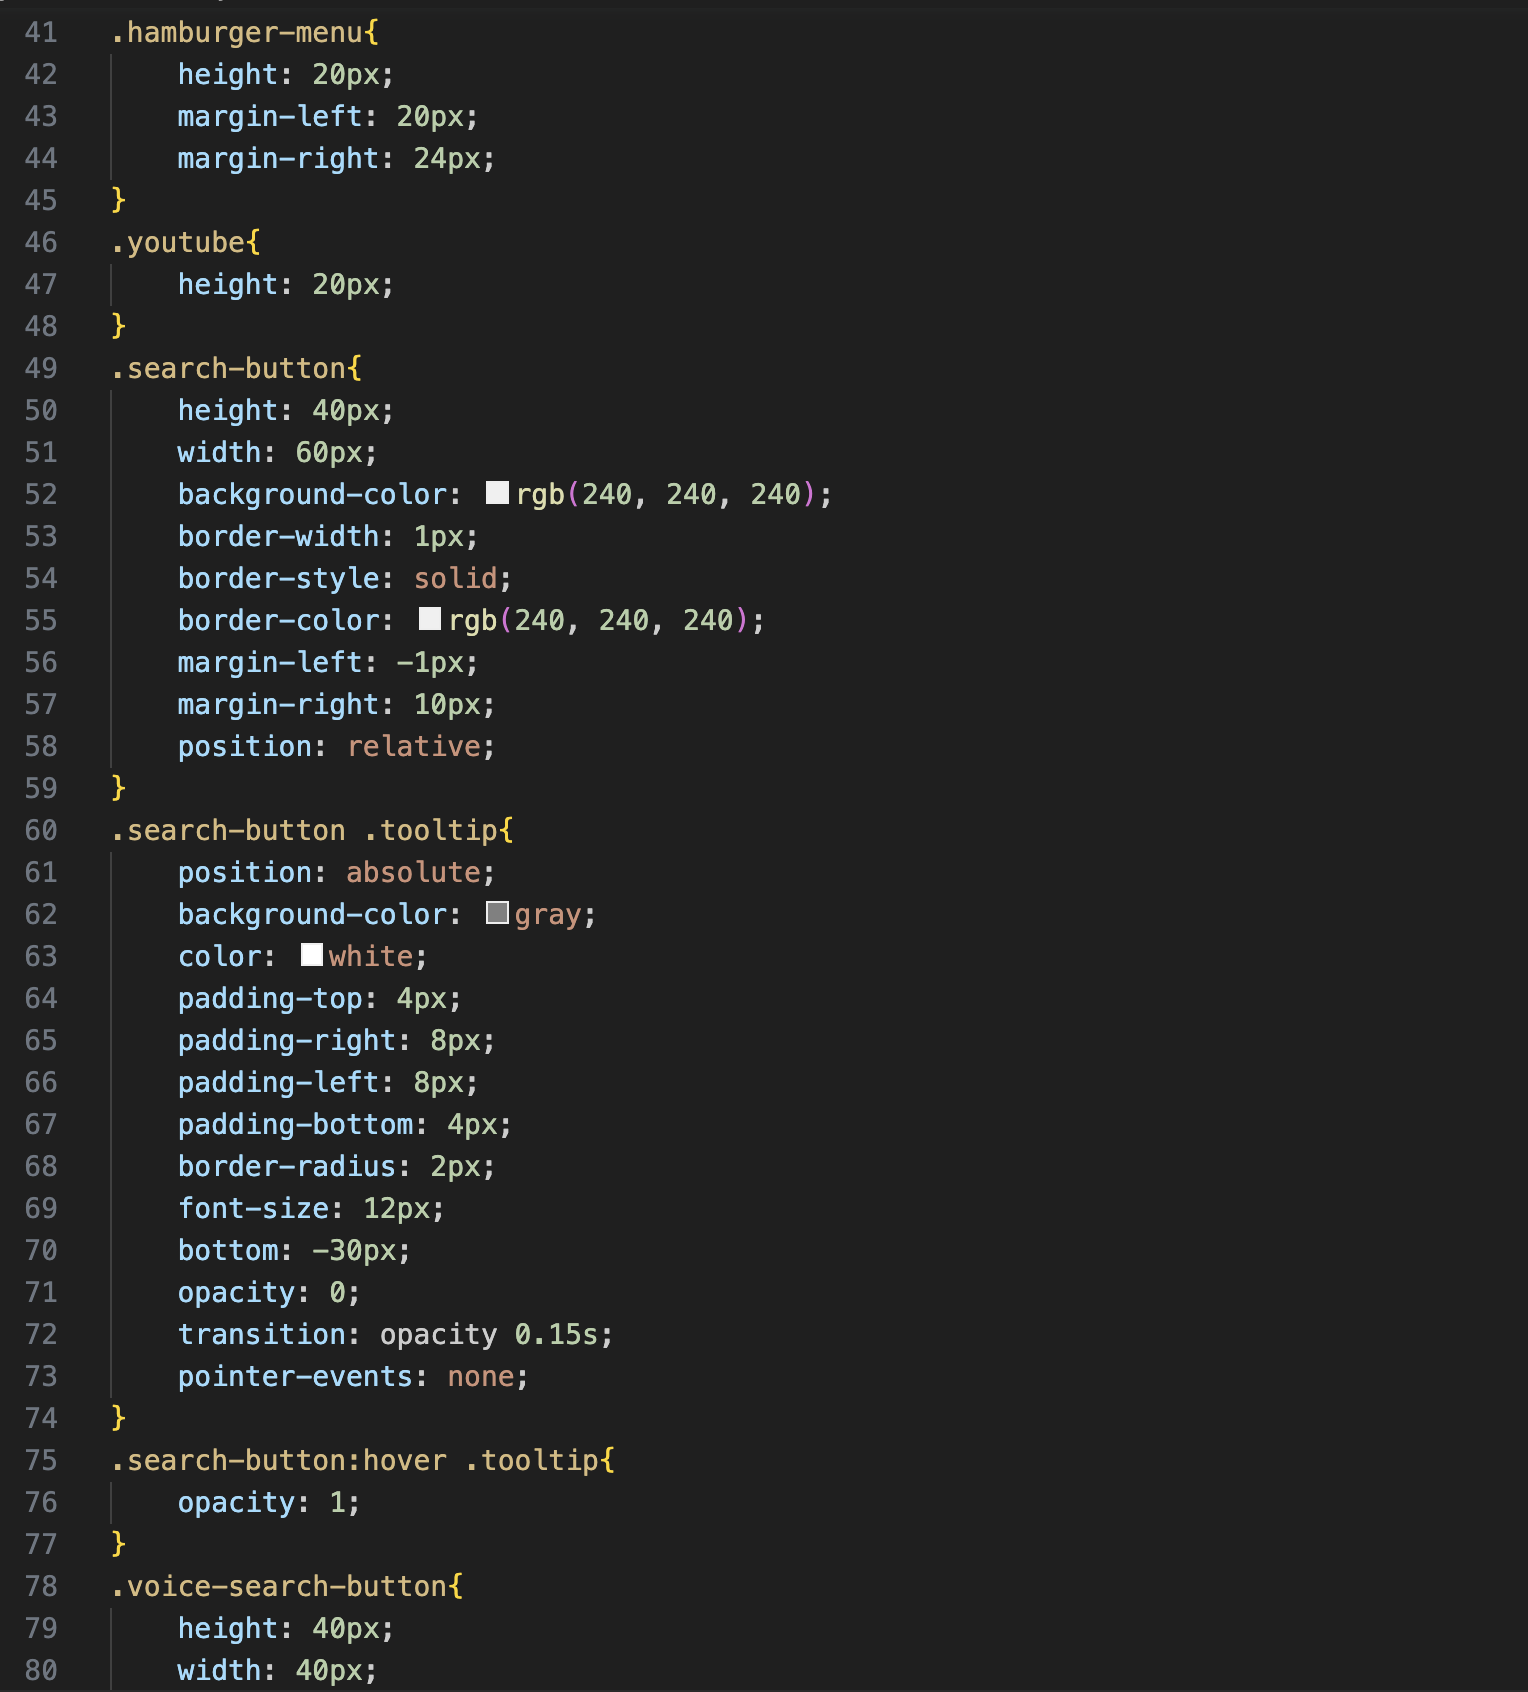 41 .hamburger-menu{
42 height: 20px;
43 margin-left: 20px;
44 margin-right: 24px;
45 }
46 .youtube{
47 height: 20px;
48 }
49 .search-button{
50 height: 40px;
51 width: 60px;
52 background-color: rgb(240, 240, 240);
53 border-width: 1px;
54 border-style: solid;
55 border-color: rgb(240, 240, 240);
56 margin-left: -1px;
57 margin-right: 10px;
58 position: relative;
59 }
60 .search-button .tooltip{
61 position: absolute;
62 background-color: gray;
63 color: white;
64 padding-top: 4px;
65 padding-right: 8px;
66 padding-left: 8px;
67 padding-bottom: 4px;
68 border-radius: 2px;
69 font-size: 12px;
70 bottom: -30px;
71 opacity: 0;
72 transition: opacity 0.15s;
73 pointer-events: none;
74 }
75 .search-button:hover .tooltip{
76 opacity: 1;
77 }
78 .voice-search-button{
79 height: 40px;
80 width: 40px;